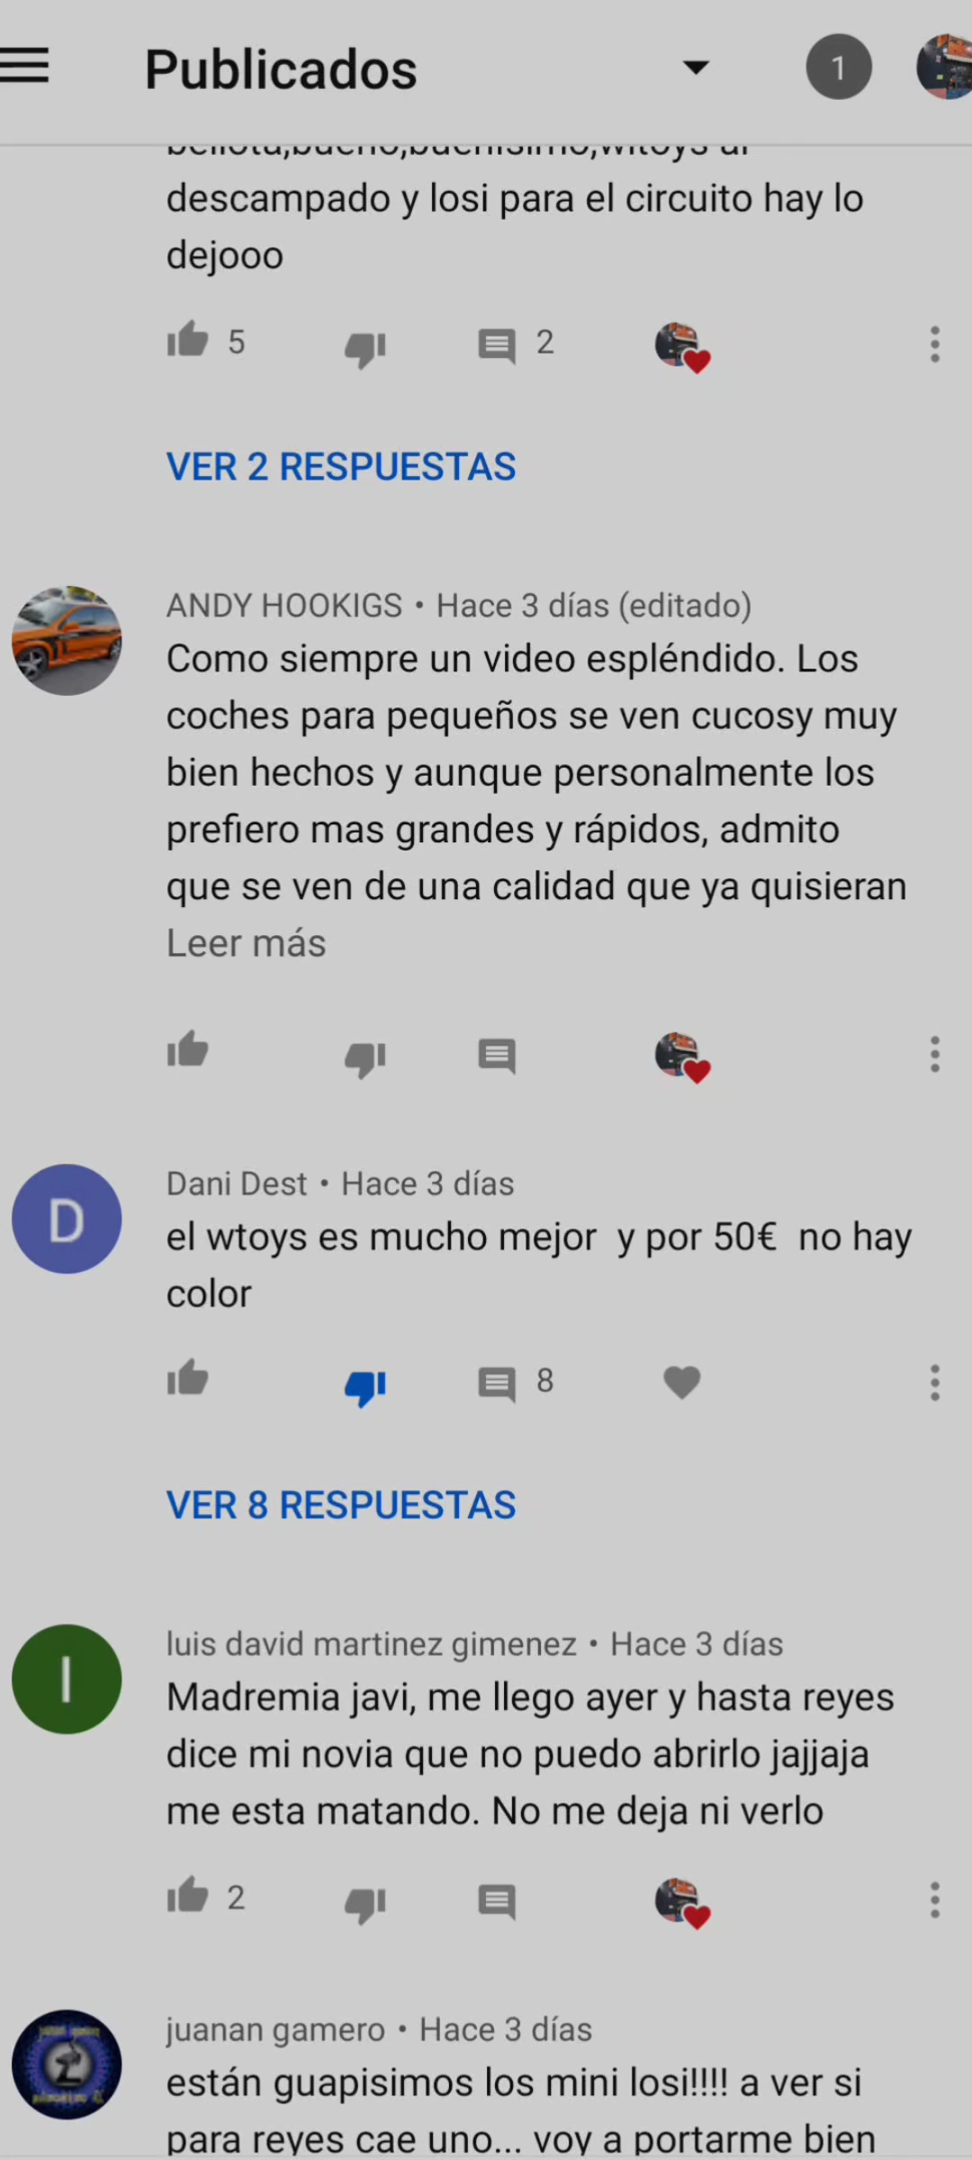 Publicados
1
bellota,bueno,buenisimo,wltoys al
descampado y losi para el circuito hay lo
dejooo
5
2
VER 2 RESPUESTAS
ANDY HOOKIGS • Hace 3 días (editado)
Como siempre un video espléndido. Los
coches para pequeños se ven cucosy muy
bien hechos y aunque personalmente los
prefiero mas grandes y rápidos, admito
que se ven de una calidad que ya quisieran
Leer más
D
Dani Dest • Hace 3 días
el wtoys es mucho mejor  y por 50€  no hay
color
8
VER 8 RESPUESTAS
l
luis david martinez gimenez • Hace 3 días
Madremia javi, me llego ayer y hasta reyes
dice mi novia que no puedo abrirlo jajjaja
me esta matando. No me deja ni verlo
2
juanan gamero • Hace 3 días
están guapisimos los mini losi!!!! a ver si
para reyes cae uno... voy a portarme bien